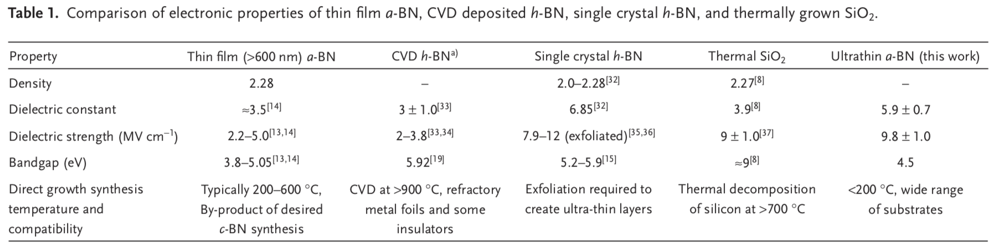 Table 1. Comparison of electronic properties of thin film a-BN, CVD deposited h-BN, single crystal h-BN, and thermally grown SiO₂.
Property Thin film (>600 nm) a-BN CVD h-BNᵃ⁾ Single crystal h-BN Thermal SiO₂ Ultrathin a-BN (this work)
Density 2.28 – 2.0–2.28[32] 2.27[8] –
Dielectric constant ≈3.5[14] 3 ± 1.0[33] 6.85[32] 3.9[8] 5.9 ± 0.7
Dielectric strength (MV cm⁻¹) 2.2–5.0[13,14] 2–3.8[33,34] 7.9–12 (exfoliated)[35,36] 9 ± 1.0[37] 9.8 ± 1.0
Bandgap (eV) 3.8–5.05[13,14] 5.92[19] 5.2–5.9[15] ≈9[8] 4.5
Direct growth synthesis Typically 200–600 °C, CVD at >900 °C, refractory Exfoliation required to Thermal decomposition <200 °C, wide range
temperature and By-product of desired metal foils and some create ultra-thin layers of silicon at >700 °C of substrates
compatibility c-BN synthesis insulators